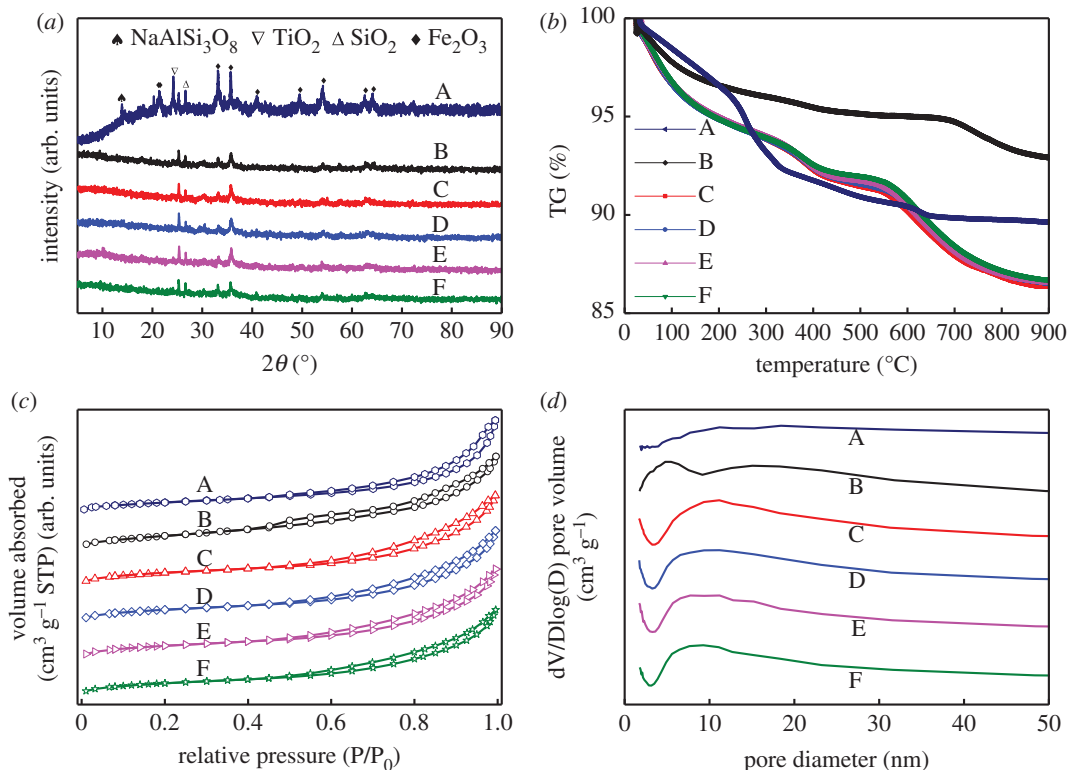 (a)
♠ NaAlSi₃O₈ ▽ TiO₂ △ SiO₂ ♦ Fe₂O₃
A
B
C
D
E
F
intensity (arb. units)
10 20 30 40 50 60 70 80 90
2θ (°)
(b)
100
95
90
85
TG (%)
A
B
C
D
E
F
0 100 200 300 400 500 600 700 800 900
temperature (°C)
(c)
A
B
C
D
E
F
volume absorbed
(cm³ g⁻¹ STP) (arb. units)
0 0.2 0.4 0.6 0.8 1.0
relative pressure (P/P₀)
(d)
A
B
C
D
E
F
dV/Dlog(D) pore volume
(cm³ g⁻¹)
0 10 20 30 40 50
pore diameter (nm)